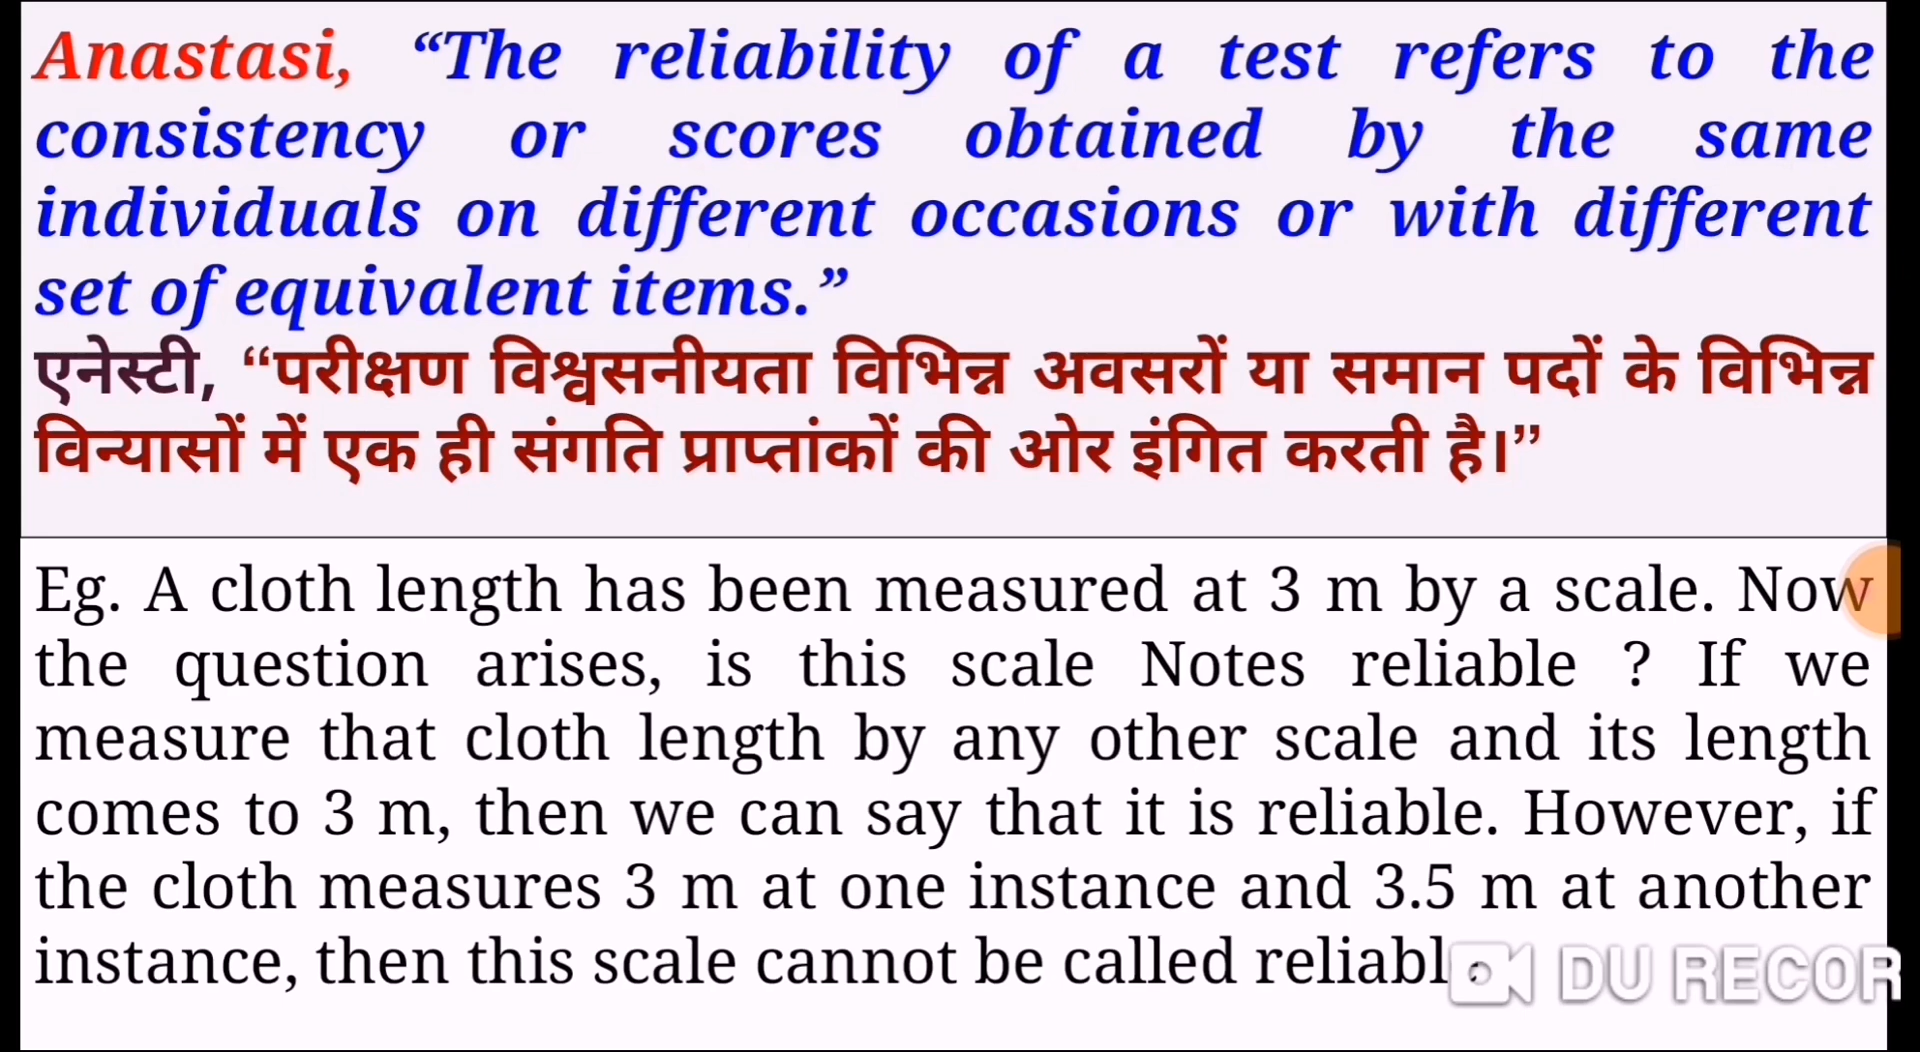 Anastasi, “The reliability of a test refers to the
consistency or scores obtained by the same
individuals on different occasions or with different
set of equivalent items.”
एनेस्टी, “परीक्षण विश्वसनीयता विभिन्न अवसरों या समान पदों के विभिन्न
विन्यासों में एक ही संगति प्राप्तांकों की ओर इंगित करती है।”
Eg. A cloth length has been measured at 3 m by a scale. Now
the question arises, is this scale Notes reliable ? If we
measure that cloth length by any other scale and its length
comes to 3 m, then we can say that it is reliable. However, if
the cloth measures 3 m at one instance and 3.5 m at another
instance, then this scale cannot be called reliabl
DU RECOR